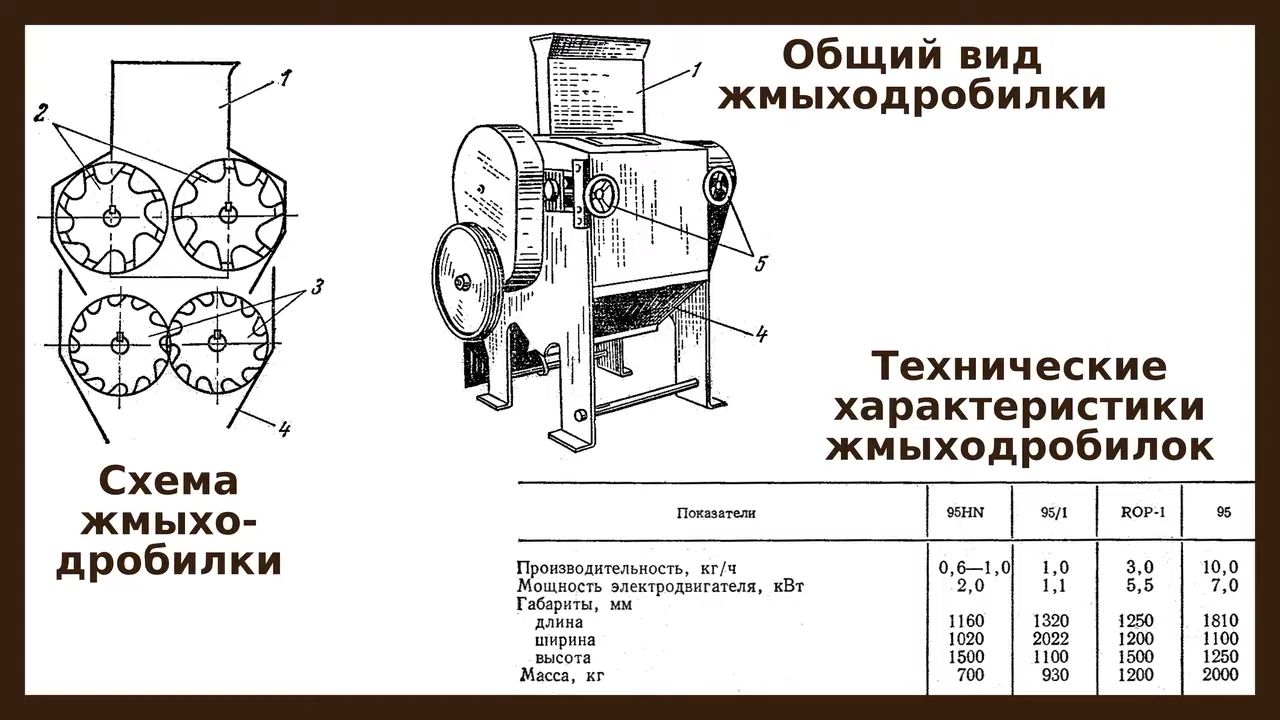 Общий вид
жмыходробилки
1
2
3
4
Схема
жмыхо-
дробилки
1
5
4
Технические
характеристики
жмыходробилок
Показатели 95HN 95/1 ROP-1 95
Производительность, кг/ч 0,6—1,0 1,0 3,0 10,0
Мощность электродвигателя, кВт 2,0 1,1 5,5 7,0
Габариты, мм
длина 1160 1320 1250 1810
ширина 1020 2022 1200 1100
высота 1500 1100 1500 1250
Масса, кг 700 930 1200 2000